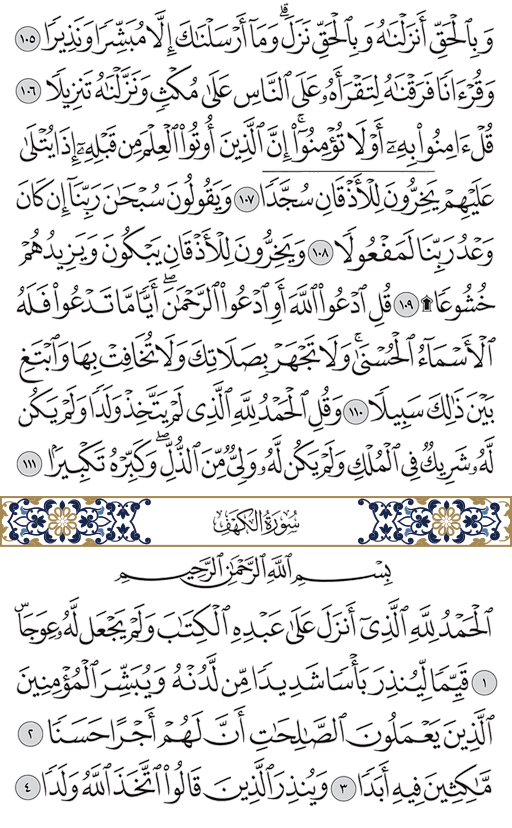 وَبِٱلْحَقِّ أَنزَلْنَٰهُ وَبِٱلْحَقِّ نَزَلَ ۗ وَمَآ أَرْسَلْنَٰكَ إِلَّا مُبَشِّرًا وَنَذِيرًا ١٠٥
وَقُرْءَانًا فَرَقْنَٰهُ لِتَقْرَأَهُۥ عَلَى ٱلنَّاسِ عَلَىٰ مُكْثٍ وَنَزَّلْنَٰهُ تَنزِيلًا ١٠٦
قُلْ ءَامِنُوا۟ بِهِۦٓ أَوْ لَا تُؤْمِنُوٓا۟ ۚ إِنَّ ٱلَّذِينَ أُوتُوا۟ ٱلْعِلْمَ مِن قَبْلِهِۦٓ إِذَا يُتْلَىٰ
عَلَيْهِمْ يَخِرُّونَ لِلْأَذْقَانِ سُجَّدًا ١٠٧ وَيَقُولُونَ سُبْحَٰنَ رَبِّنَآ إِن كَانَ
وَعْدُ رَبِّنَا لَمَفْعُولًا ١٠٨ وَيَخِرُّونَ لِلْأَذْقَانِ يَبْكُونَ وَيَزِيدُهُمْ
خُشُوعًا ۩ ١٠٩ قُلِ ٱدْعُوا۟ ٱللَّهَ أَوِ ٱدْعُوا۟ ٱلرَّحْمَٰنَ ۖ أَيًّا مَّا تَدْعُوا۟ فَلَهُ
ٱلْأَسْمَآءُ ٱلْحُسْنَىٰ ۚ وَلَا تَجْهَرْ بِصَلَاتِكَ وَلَا تُخَافِتْ بِهَا وَٱبْتَغِ
بَيْنَ ذَٰلِكَ سَبِيلًا ١١٠ وَقُلِ ٱلْحَمْدُ لِلَّهِ ٱلَّذِى لَمْ يَتَّخِذْ وَلَدًا وَلَمْ يَكُن
لَّهُۥ شَرِيكٌ فِى ٱلْمُلْكِ وَلَمْ يَكُن لَّهُۥ وَلِىٌّ مِّنَ ٱلذُّلِّ ۖ وَكَبِّرْهُ تَكْبِيرًۢا ١١١
سُورَةُ الكَهْفِ
بِسْمِ ٱللَّهِ ٱلرَّحْمَٰنِ ٱلرَّحِيمِ
ٱلْحَمْدُ لِلَّهِ ٱلَّذِىٓ أَنزَلَ عَلَىٰ عَبْدِهِ ٱلْكِتَٰبَ وَلَمْ يَجْعَل لَّهُۥ عِوَجَا ۜ
١ قَيِّمًا لِّيُنذِرَ بَأْسًا شَدِيدًا مِّن لَّدُنْهُ وَيُبَشِّرَ ٱلْمُؤْمِنِينَ
ٱلَّذِينَ يَعْمَلُونَ ٱلصَّٰلِحَٰتِ أَنَّ لَهُمْ أَجْرًا حَسَنًا ٢
مَّٰكِثِينَ فِيهِ أَبَدًا ٣ وَيُنذِرَ ٱلَّذِينَ قَالُوا۟ ٱتَّخَذَ ٱللَّهُ وَلَدًا ٤